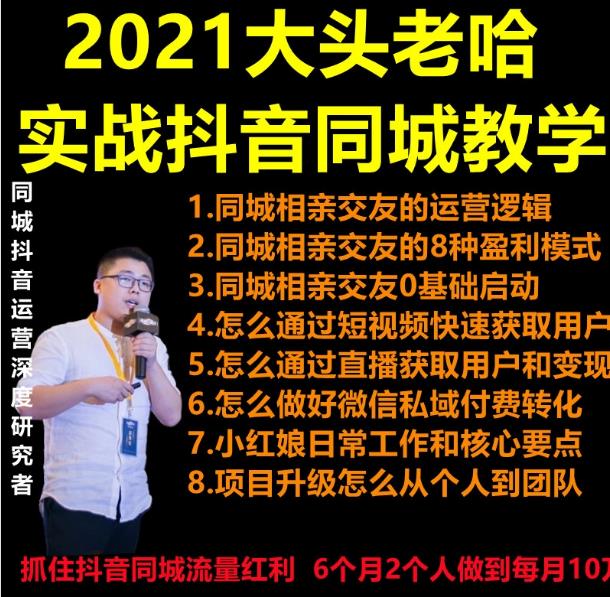 2021大头老哈
实战抖音同城教学
同城抖音运营深度研究者
1.同城相亲交友的运营逻辑
2.同城相亲交友的8种盈利模式
3.同城相亲交友0基础启动
4.怎么通过短视频快速获取用户
5.怎么通过直播获取用户和变现
6.怎么做好微信私域付费转化
7.小红娘日常工作和核心要点
8.项目升级怎么从个人到团队
抓住抖音同城流量红利 6个月2个人做到每月10万